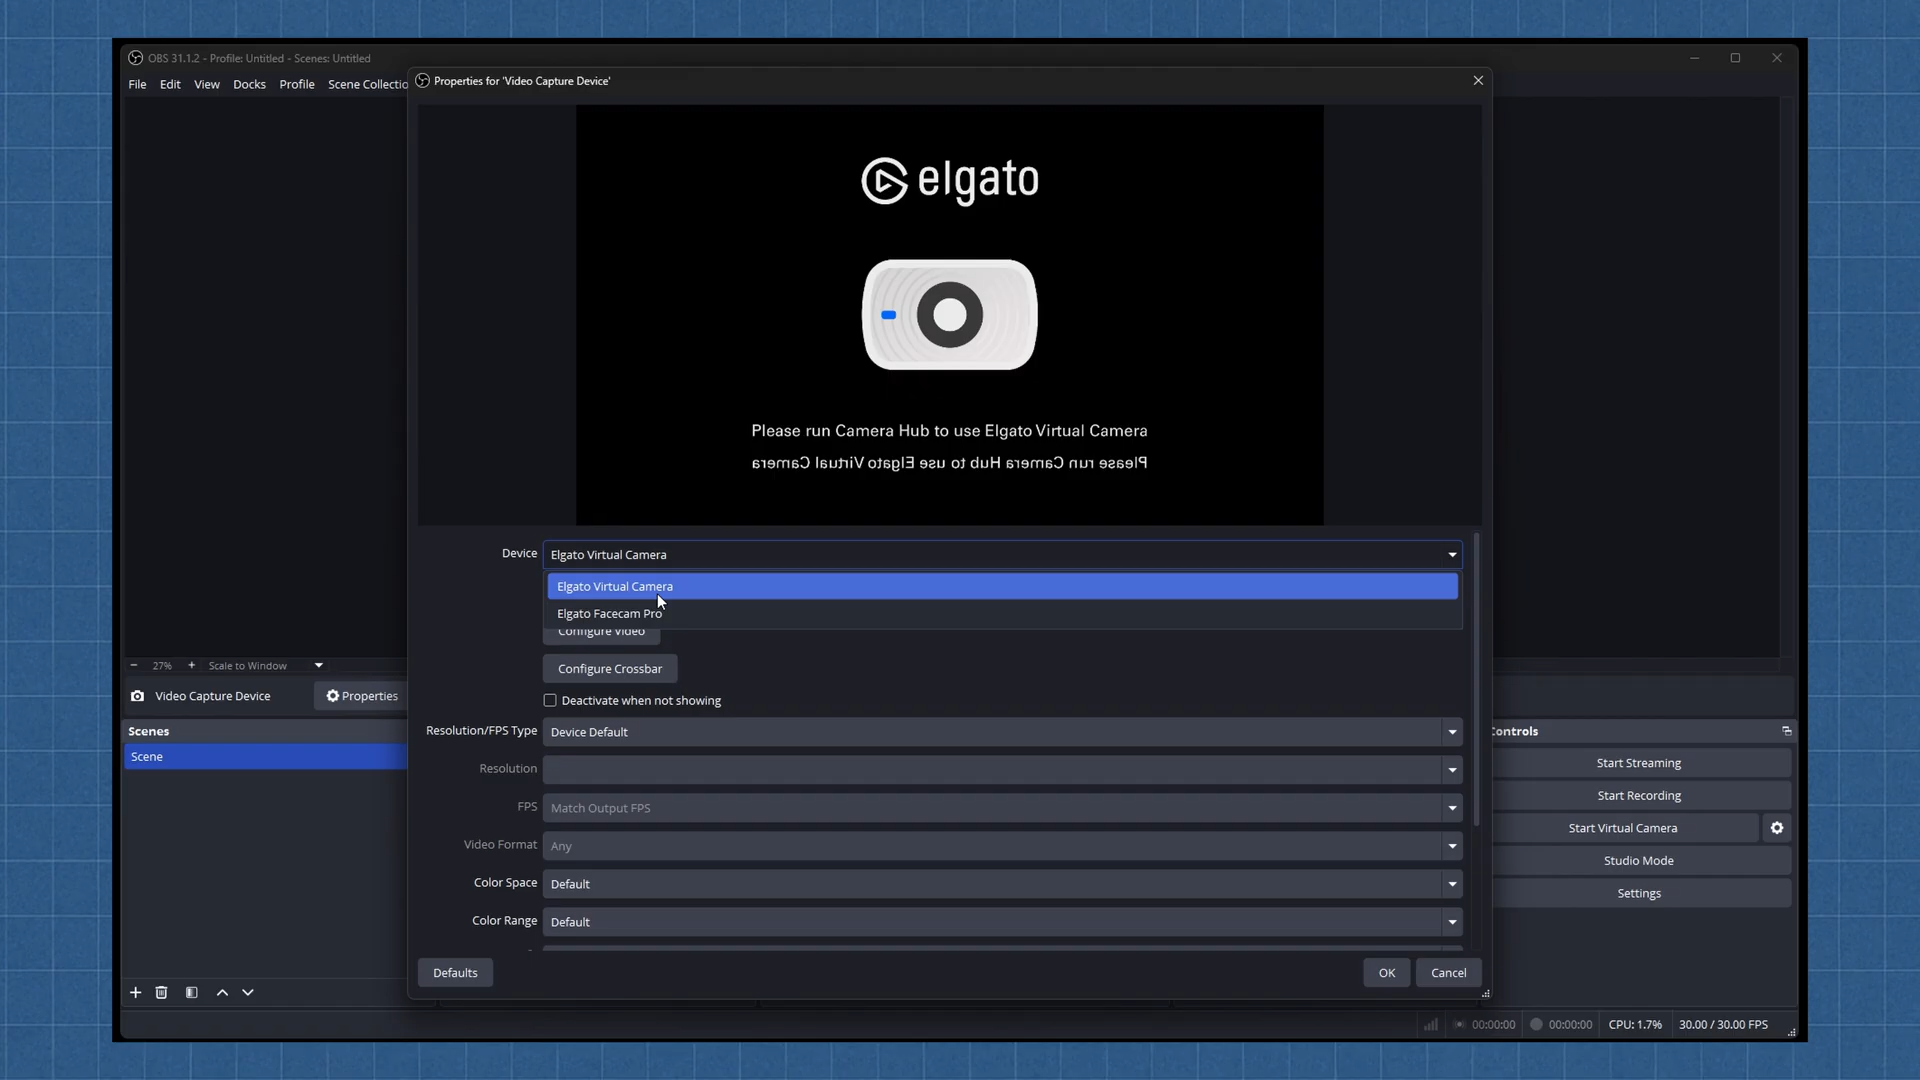 OBS 31.1.2 - Profile: Untitled - Scenes: Untitled
File Edit View Docks Profile Scene Collectio
Properties for 'Video Capture Device'
elgato
Please run Camera Hub to use Elgato Virtual Camera
Please run Camera Hub to use Elgato Virtual Camera
Device Elgato Virtual Camera
Elgato Virtual Camera
Elgato Facecam Pro
Configure Video
Configure Crossbar
Deactivate when not showing
Resolution/FPS Type Device Default
Resolution
FPS Match Output FPS
Video Format Any
Color Space Default
Color Range Default
Defaults OK Cancel
27% Scale to Window
Video Capture Device Properties
Scenes
Scene
Controls
Start Streaming
Start Recording
Start Virtual Camera
Studio Mode
Settings
00:00:00 00:00:00 CPU: 1.7% 30.00 / 30.00 FPS